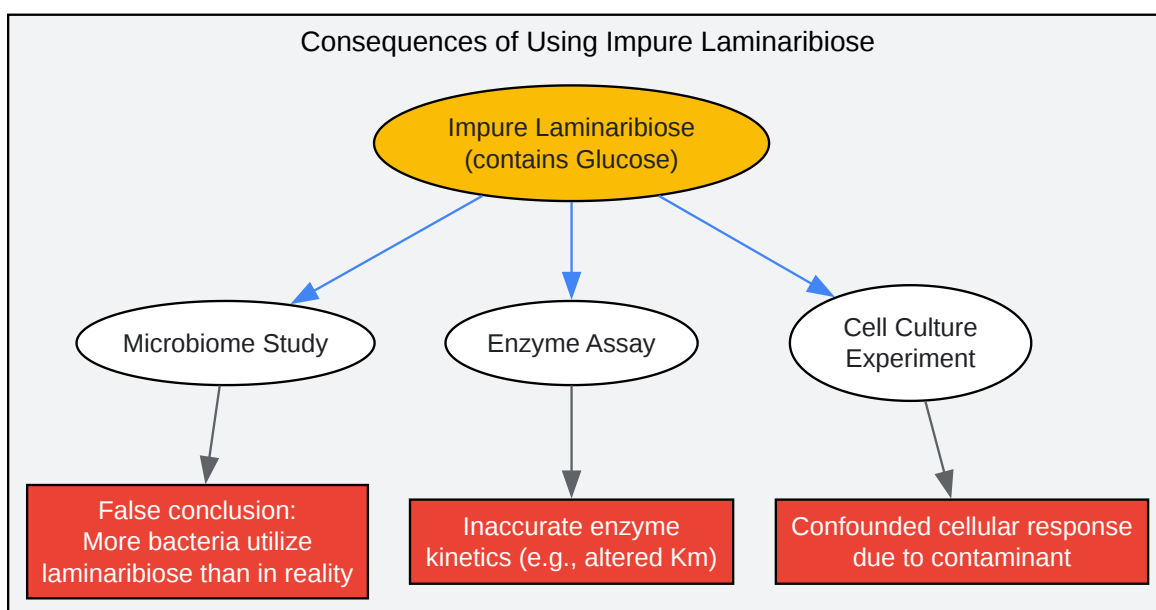 Consequences of Using Impure Laminaribiose
Impure Laminaribiose
(contains Glucose)
Microbiome Study
Enzyme Assay
Cell Culture
Experiment
False conclusion:
More bacteria utilize
laminaribiose than in reality
Inaccurate enzyme
kinetics (e.g., altered Km)
Confounded cellular response
due to contaminant